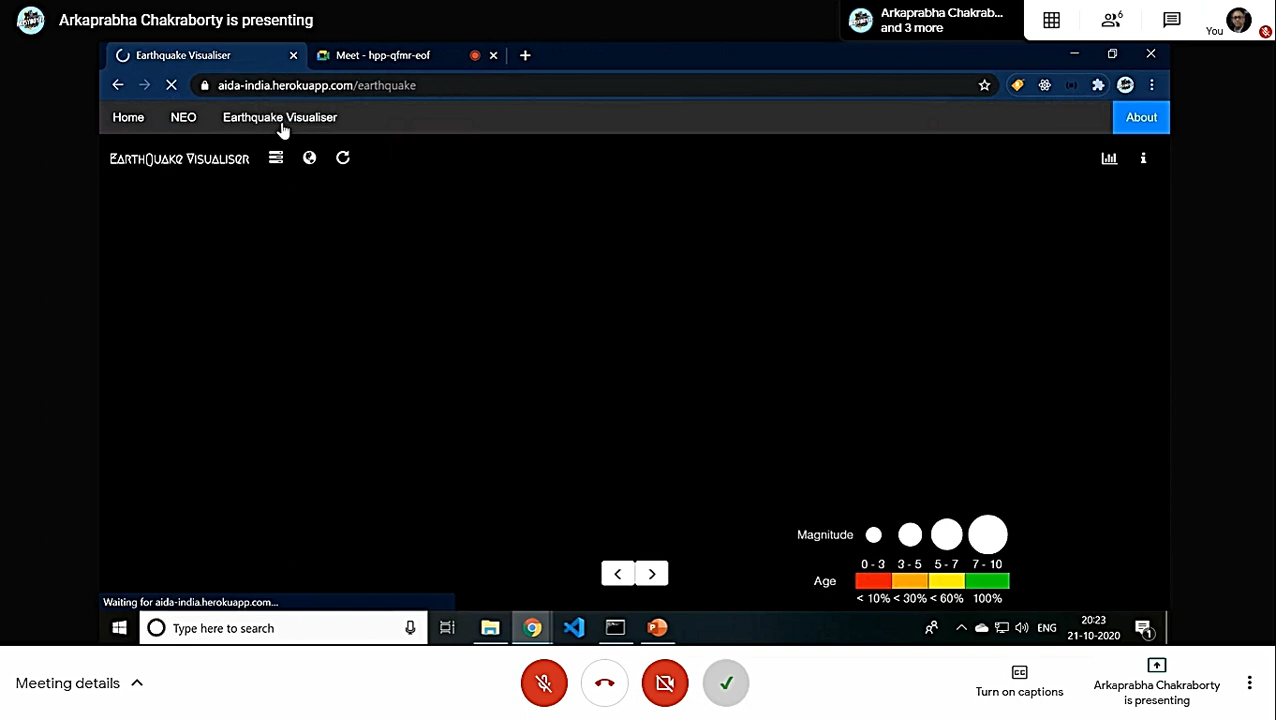 Arkaprabha Chakraborty is presenting
Arkaprabha Chakrab...
and 3 more
6
You
Earthquake Visualiser
Meet - hpp-qfmr-eof
aida-india.herokuapp.com/earthquake
Home NEO Earthquake Visualiser About
EarthQuake Visualiser
Magnitude
0 - 3 3 - 5 5 - 7 7 - 10
Age
< 10% < 30% < 60% 100%
Waiting for aida-india.herokuapp.com...
Type here to search
ENG
20:23
21-10-2020
1
Meeting details
Turn on captions
Arkaprabha Chakraborty
is presenting